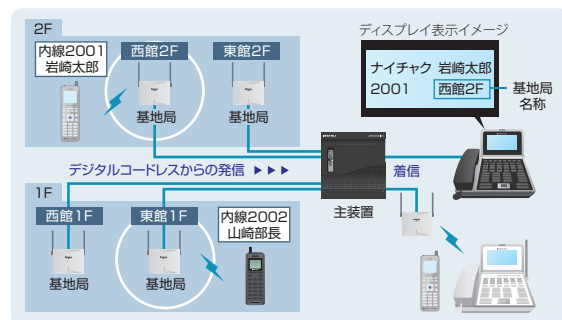 2F
内線2001
岩崎太郎
西館2F
東館2F
基地局
基地局
ディスプレイ表示イメージ
ナイチャク 岩崎太郎
2001 西館2F
基地局
名称
デジタルコードレスからの発信 ▶ ▶ ▶
着信
主装置
1F
西館1F
東館1F
内線2002
山崎部長
基地局
基地局